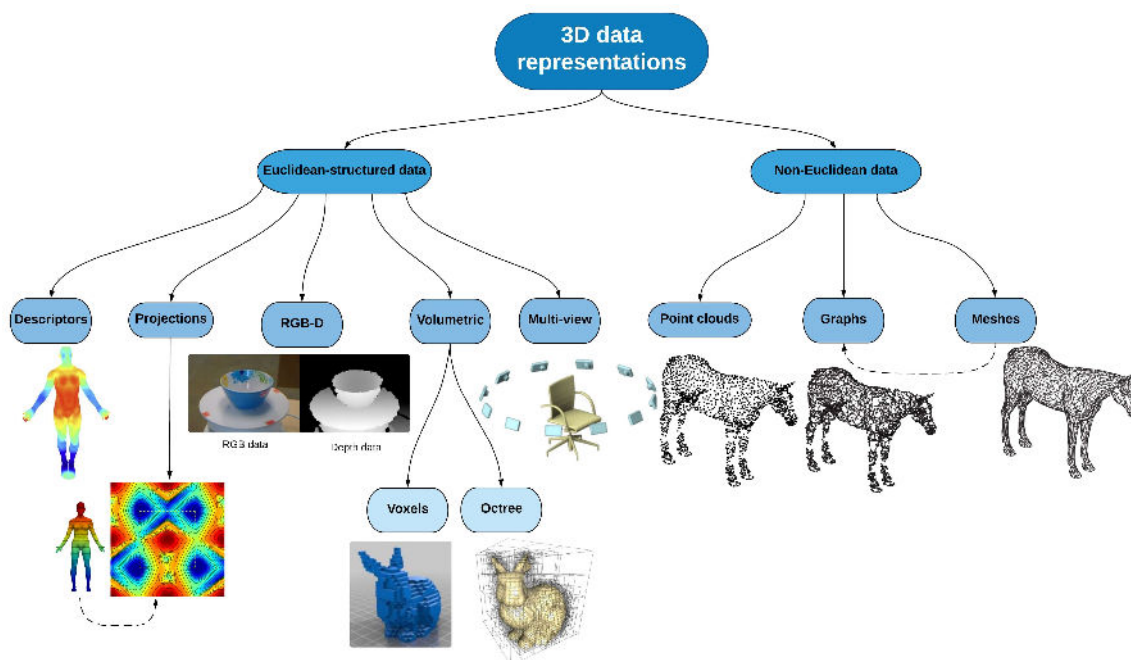 3D data
representations
Euclidean-structured data
Non-Euclidean data
Descriptors
Projections
RGB-D
Volumetric
Multi-view
Point clouds
Graphs
Meshes
RGB data
Depth data
Voxels
Octree